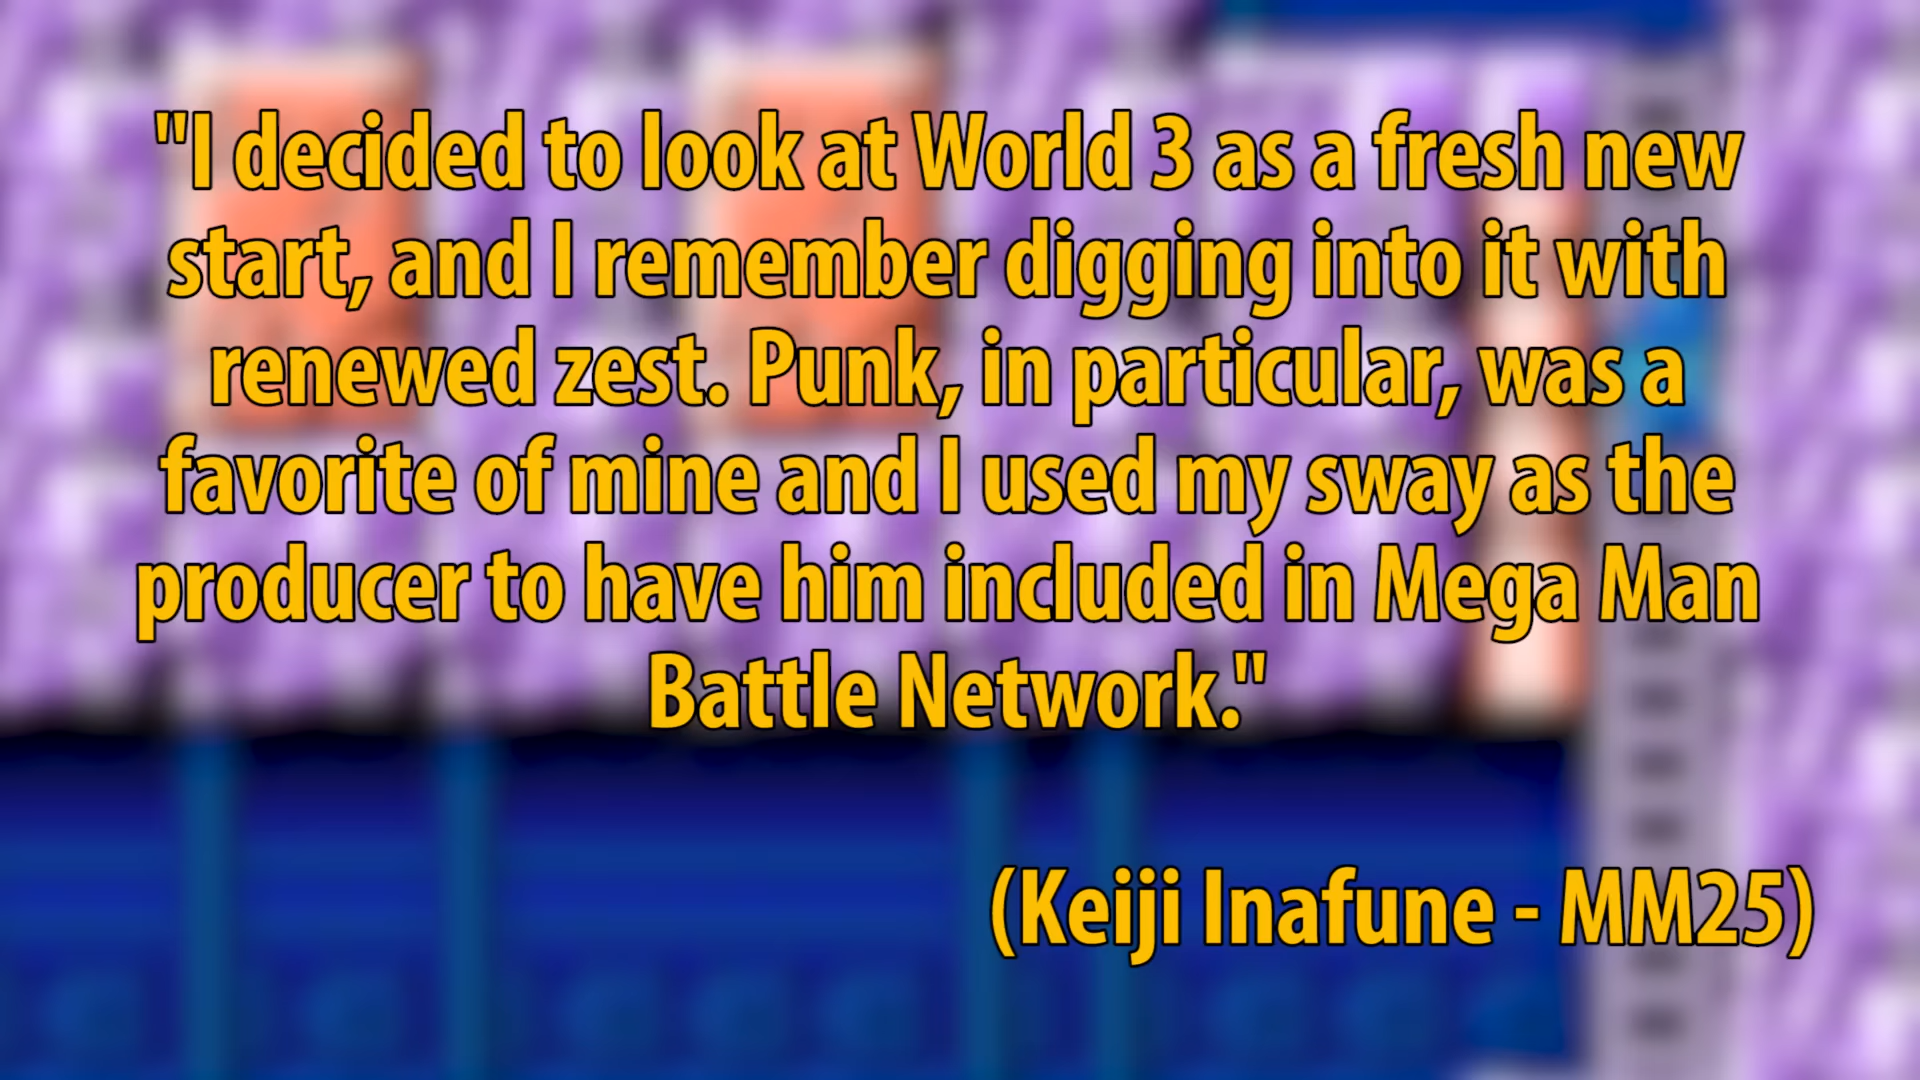 "I decided to look at World 3 as a fresh new
start, and I remember digging into it with
renewed zest. Punk, in particular, was a
favorite of mine and I used my sway as the
producer to have him included in Mega Man
Battle Network."
(Keiji Inafune - MM25)